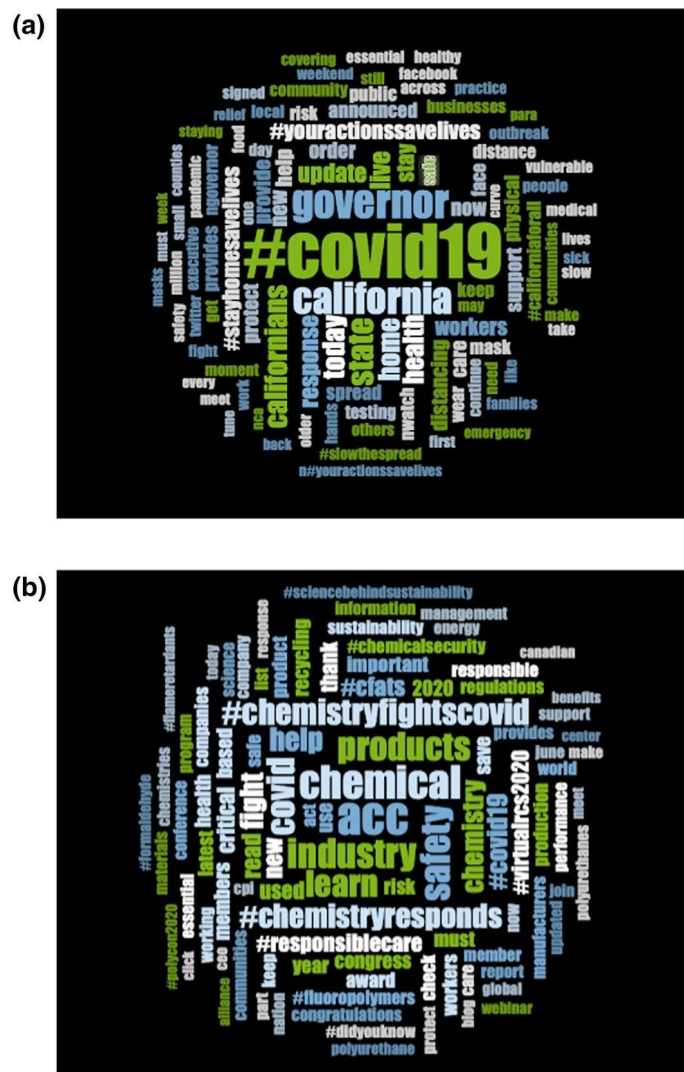 (a)
covering essential healthy
weekend still facebook
signed community public across practice
relief local risk announced businesses para
staying #youractionssavelives outbreak
food day help order distance
update live stay face vulnerable
counties pandemic ngovernor provide new governor now curve physical people
week small one #covid19 medical
must executive provides #stayhomesavelives california support #californiaforall communities lives sick slow
masks million twitter get protect keep may make
safety californians response today state home health workers take
fight distancing wear care mask
moment spread continue need like
every meet work nca older hands testing nwatch families
tune back others first emergency
#slowthespread
n#youractionssavelives
(b)
#sciencebehindsustainability
information management
response sustainability energy
today science company list product recycling thank #chemicalsecurity canadian
important responsible
#flameretardants #cfats 2020 regulations benefits
companies #chemistryfightscovid support
program based safe help products save provides center
chemistries health critical fight covid chemical june make
#formaldehyde conference latest act use acc safety chemistry #covid19 world
materials read new industry #virtualrcs2020 production performance meet
essential members cpi used learn risk polyurethanes
#polycon2020 click working #chemistryresponds now manufacturers updated join
ceo communities #responsiblecare must
alliance keep year congress member
part award check workers report
nation #fluoropolymers global
congratulations protect blog care webinar
#didyouknow
polyurethane